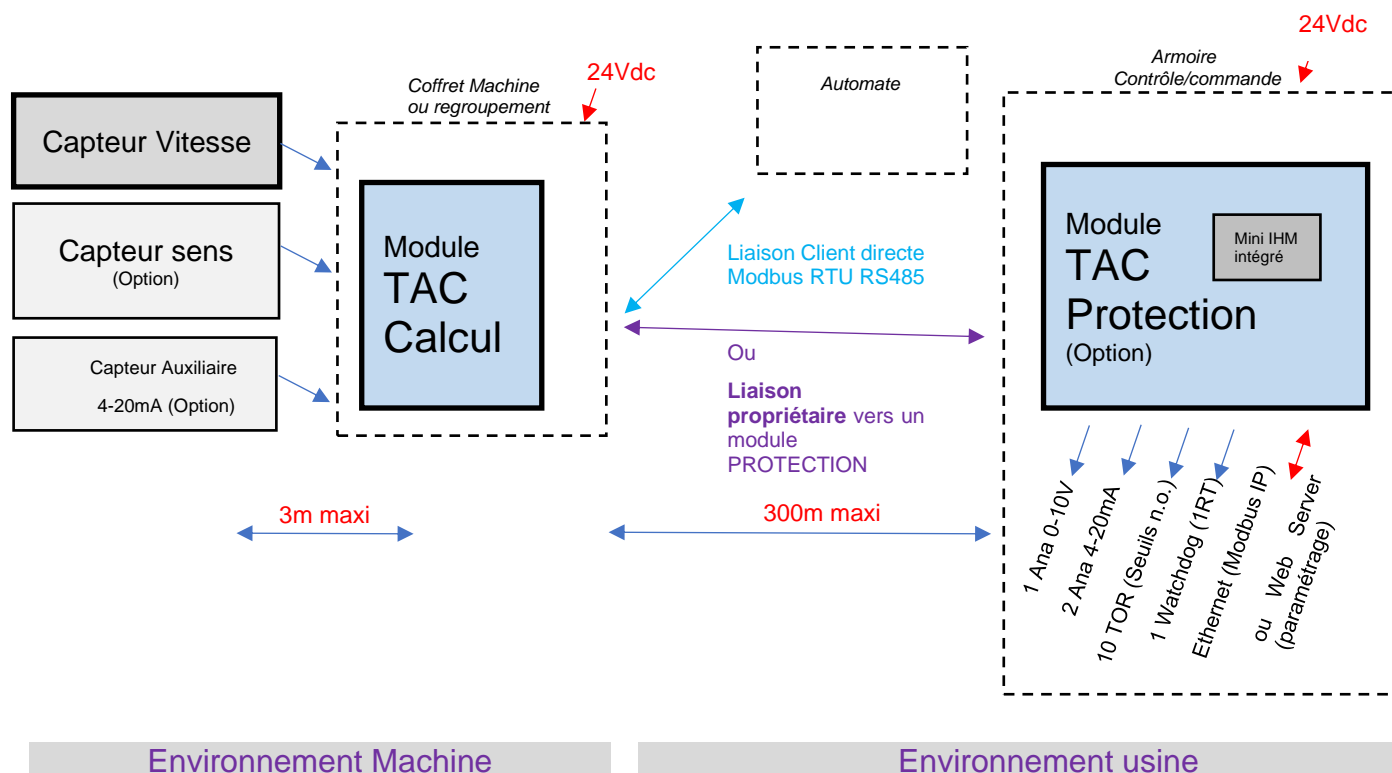 24Vdc
Armoire
Contrôle/commande
24Vdc
Coffret Machine
ou regroupement
Automate
Capteur Vitesse
Capteur sens
(Option)
Capteur Auxiliaire
4-20mA (Option)
Module
TAC
Calcul
Liaison Client directe
Modbus RTU RS485
Ou
Liaison
propriétaire vers un
module
PROTECTION
Module
TAC
Protection
(Option)
Mini IHM
intégré
3m maxi
300m maxi
1 Ana 0-10V
2 Ana 4-20mA
10 TOR (Seuils n.o.)
1 Watchdog (1RT)
Ethernet (Modbus IP)
ou Web Server
(paramétrage)
Environnement Machine
Environnement usine